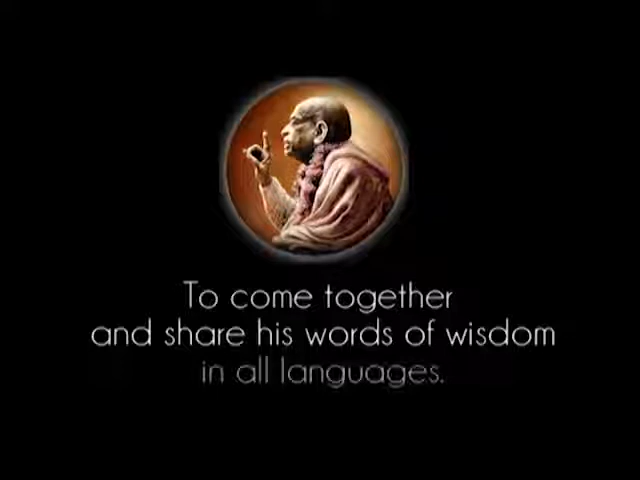 To come together
and share his words of wisdom
in all languages.